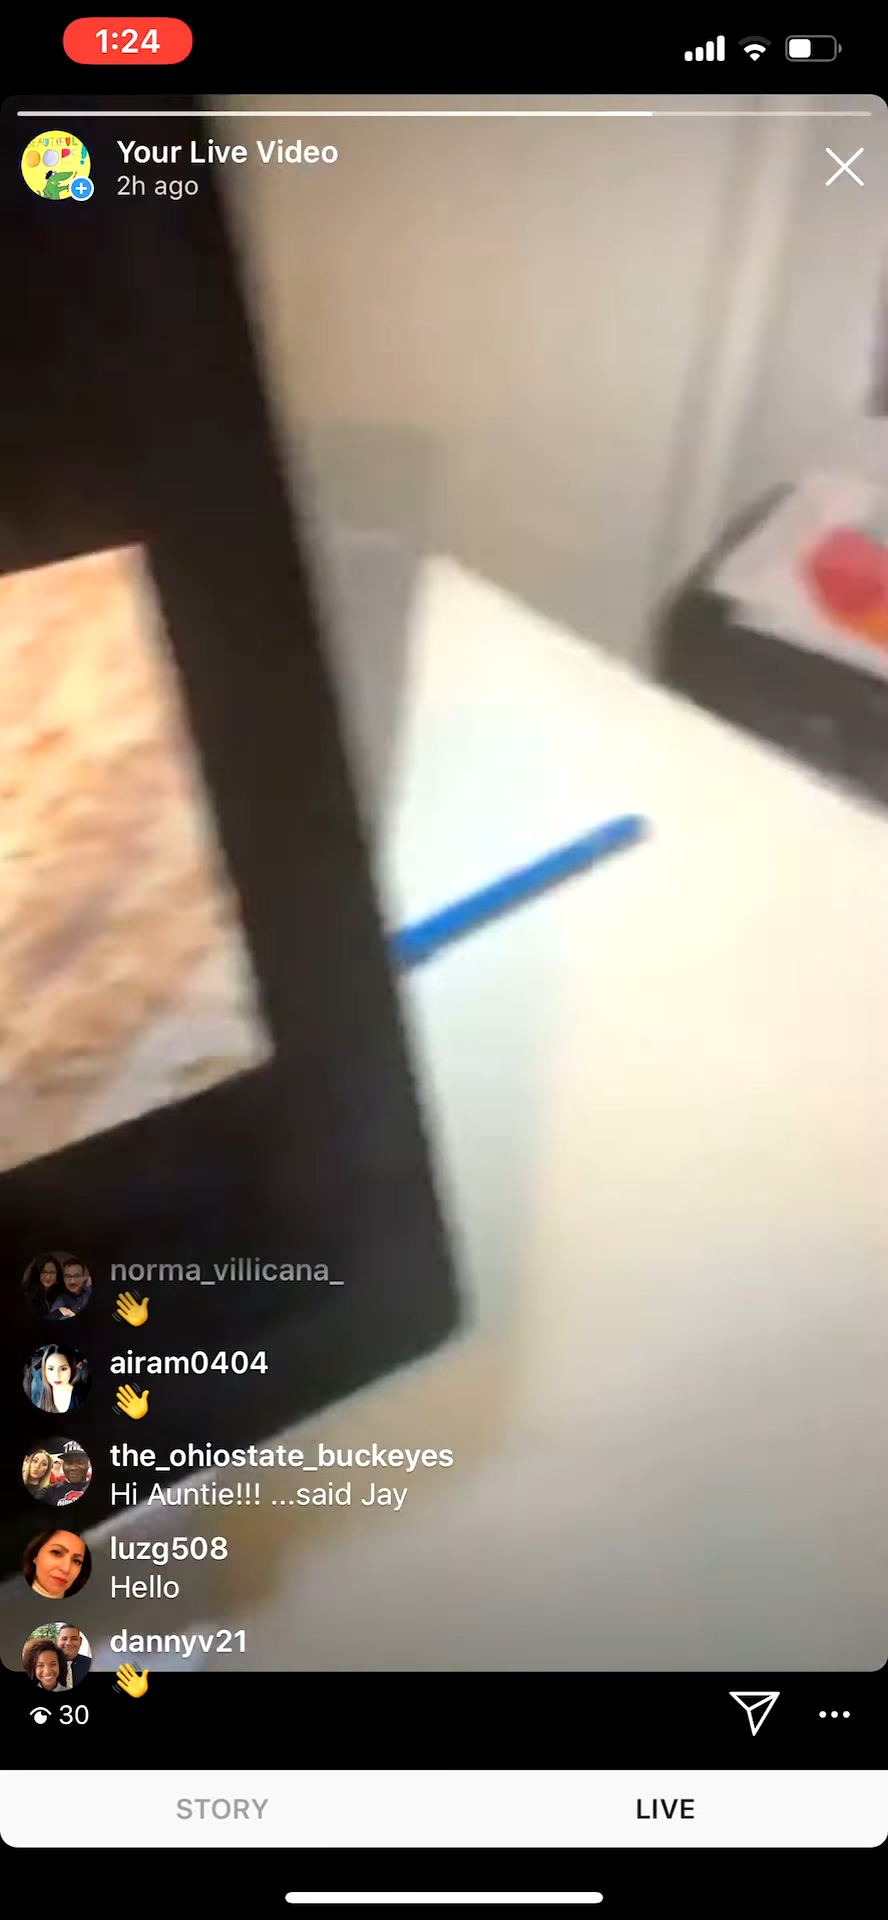 1:24
BEAUTIFUL
Your Live Video
2h ago
norma_villicana_
👋
airam0404
👋
the_ohiostate_buckeyes
Hi Auntie!!! ...said Jay
luzg508
Hello
dannyv21
👋
30
STORY
LIVE